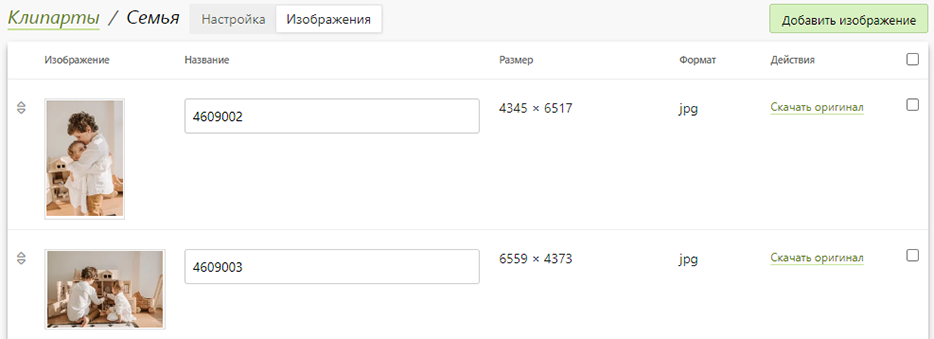 Клипарты / Семья Настройка Изображения Добавить изображение
Изображение Название Размер Формат Действия
4609002 4345 × 6517 jpg Скачать оригинал
4609003 6559 × 4373 jpg Скачать оригинал